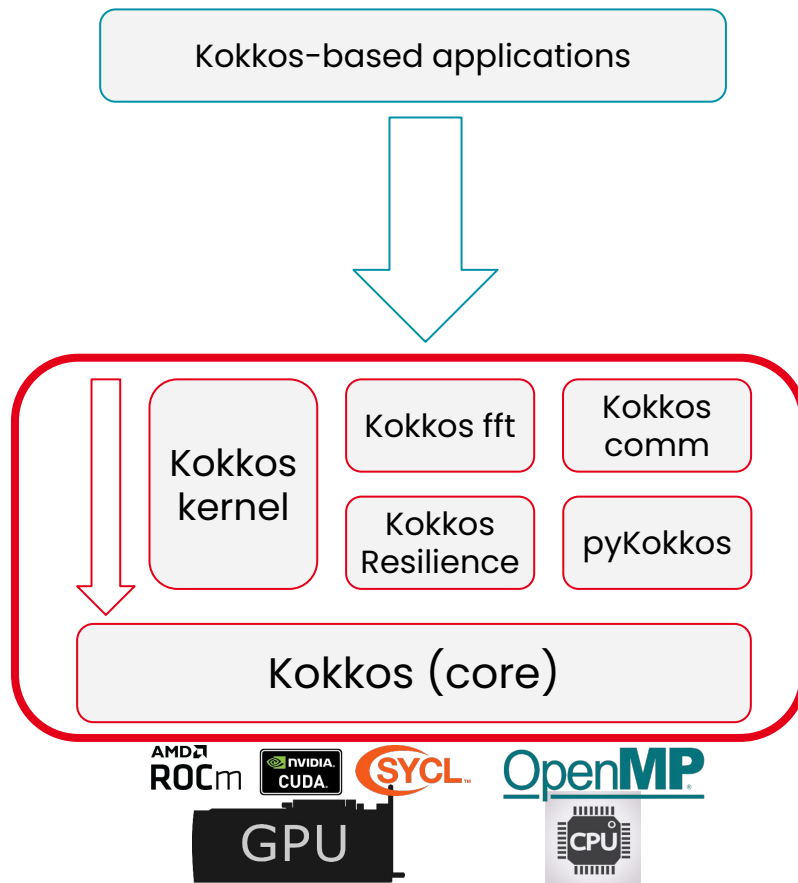 Kokkos-based applications
Kokkos
kernel
Kokkos fft
Kokkos
comm
Kokkos
Resilience
pyKokkos
Kokkos (core)
AMD
ROCm
NVIDIA.
CUDA.
SYCL™
OpenMP®
GPU
CPU